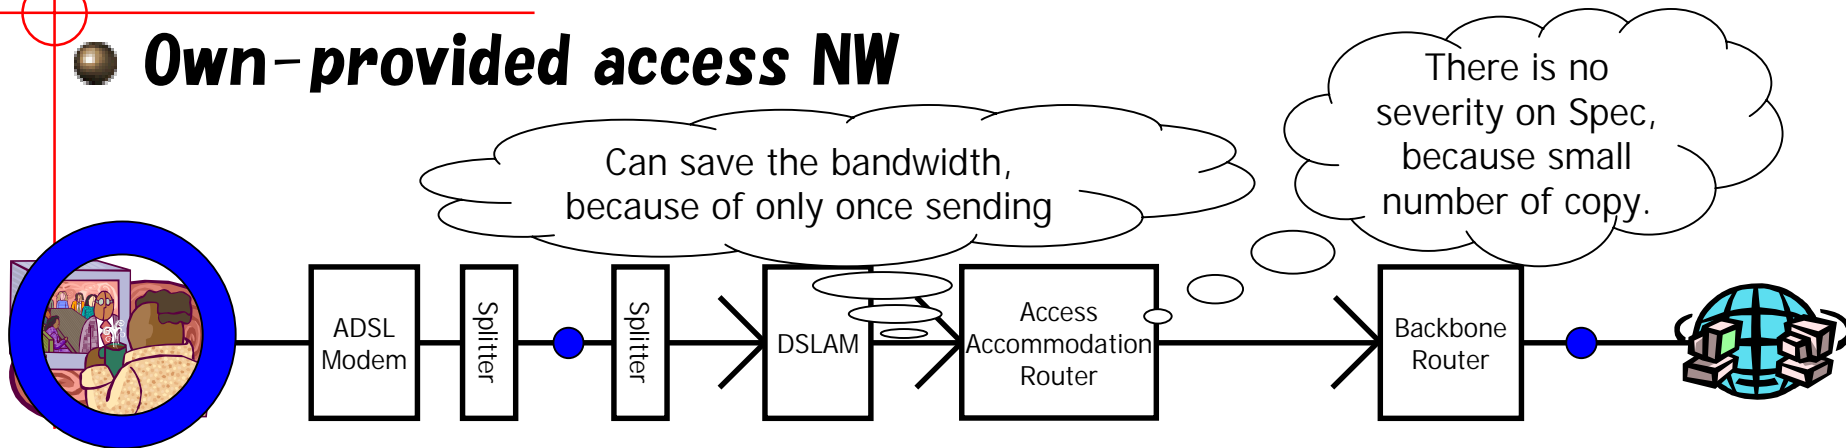 Own-provided access NW
There is no
severity on Spec,
because small
number of copy.
Can save the bandwidth,
because of only once sending
ADSL
Modem
Splitter
Splitter
DSLAM
Access
Accommodation
Router
Backbone
Router